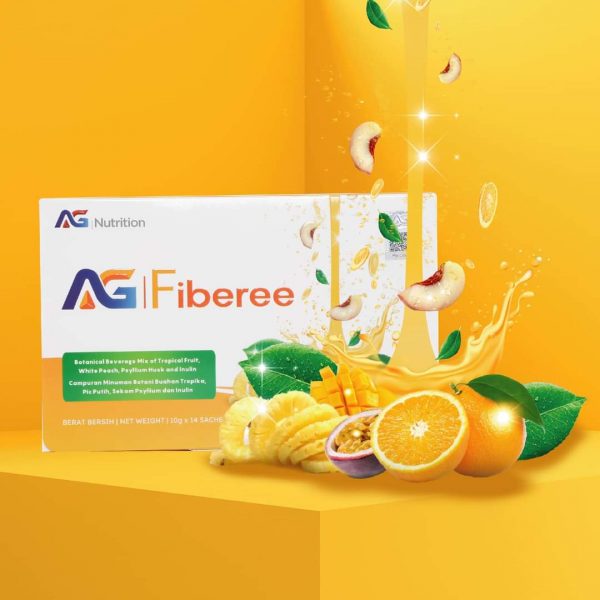 AG | Nutrition
AG | Fiberee
Botanical Beverage Mix of Tropical Fruit,
White Peach, Psyllium Husk and Inulin
Campuran Minuman Botani Buahan Tropika,
Pic Putih, Sekam Psyllium dan Inulin
BERAT BERSIH | NET WEIGHT | 10g x 14 SACHE